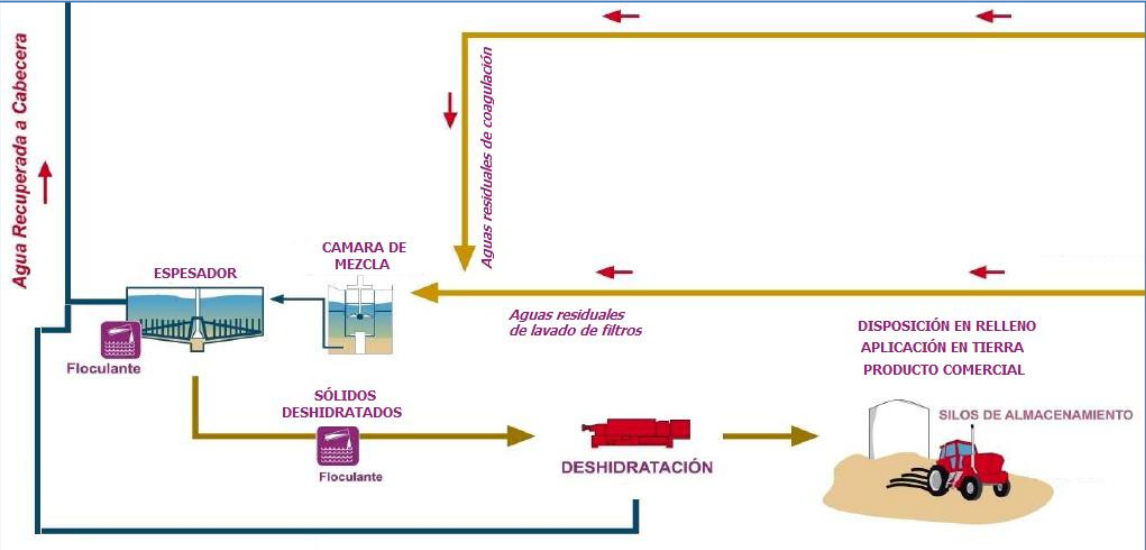 Agua Recuperada a Cabecera
Aguas residuales de coagulación
CAMARA DE
MEZCLA
ESPESADOR
Aguas residuales
de lavado de filtros
Floculante
DISPOSICIÓN EN RELLENO
APLICACIÓN EN TIERRA
PRODUCTO COMERCIAL
SÓLIDOS
DESHIDRATADOS
Floculante
DESHIDRATACIÓN
SILOS DE ALMACENAMIENTO